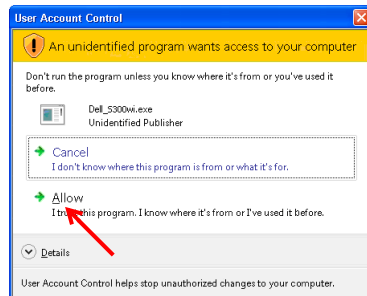 User Account Control
An unidentified program wants access to your computer
Don't run the program unless you know where it's from or you've used it
before.
Dell_5300wi.exe
Unidentified Publisher
Cancel
I don't know where this program is from or what it's for.
Allow
I trust this program. I know where it's from or I've used it before.
Details
User Account Control helps stop unauthorized changes to your computer.